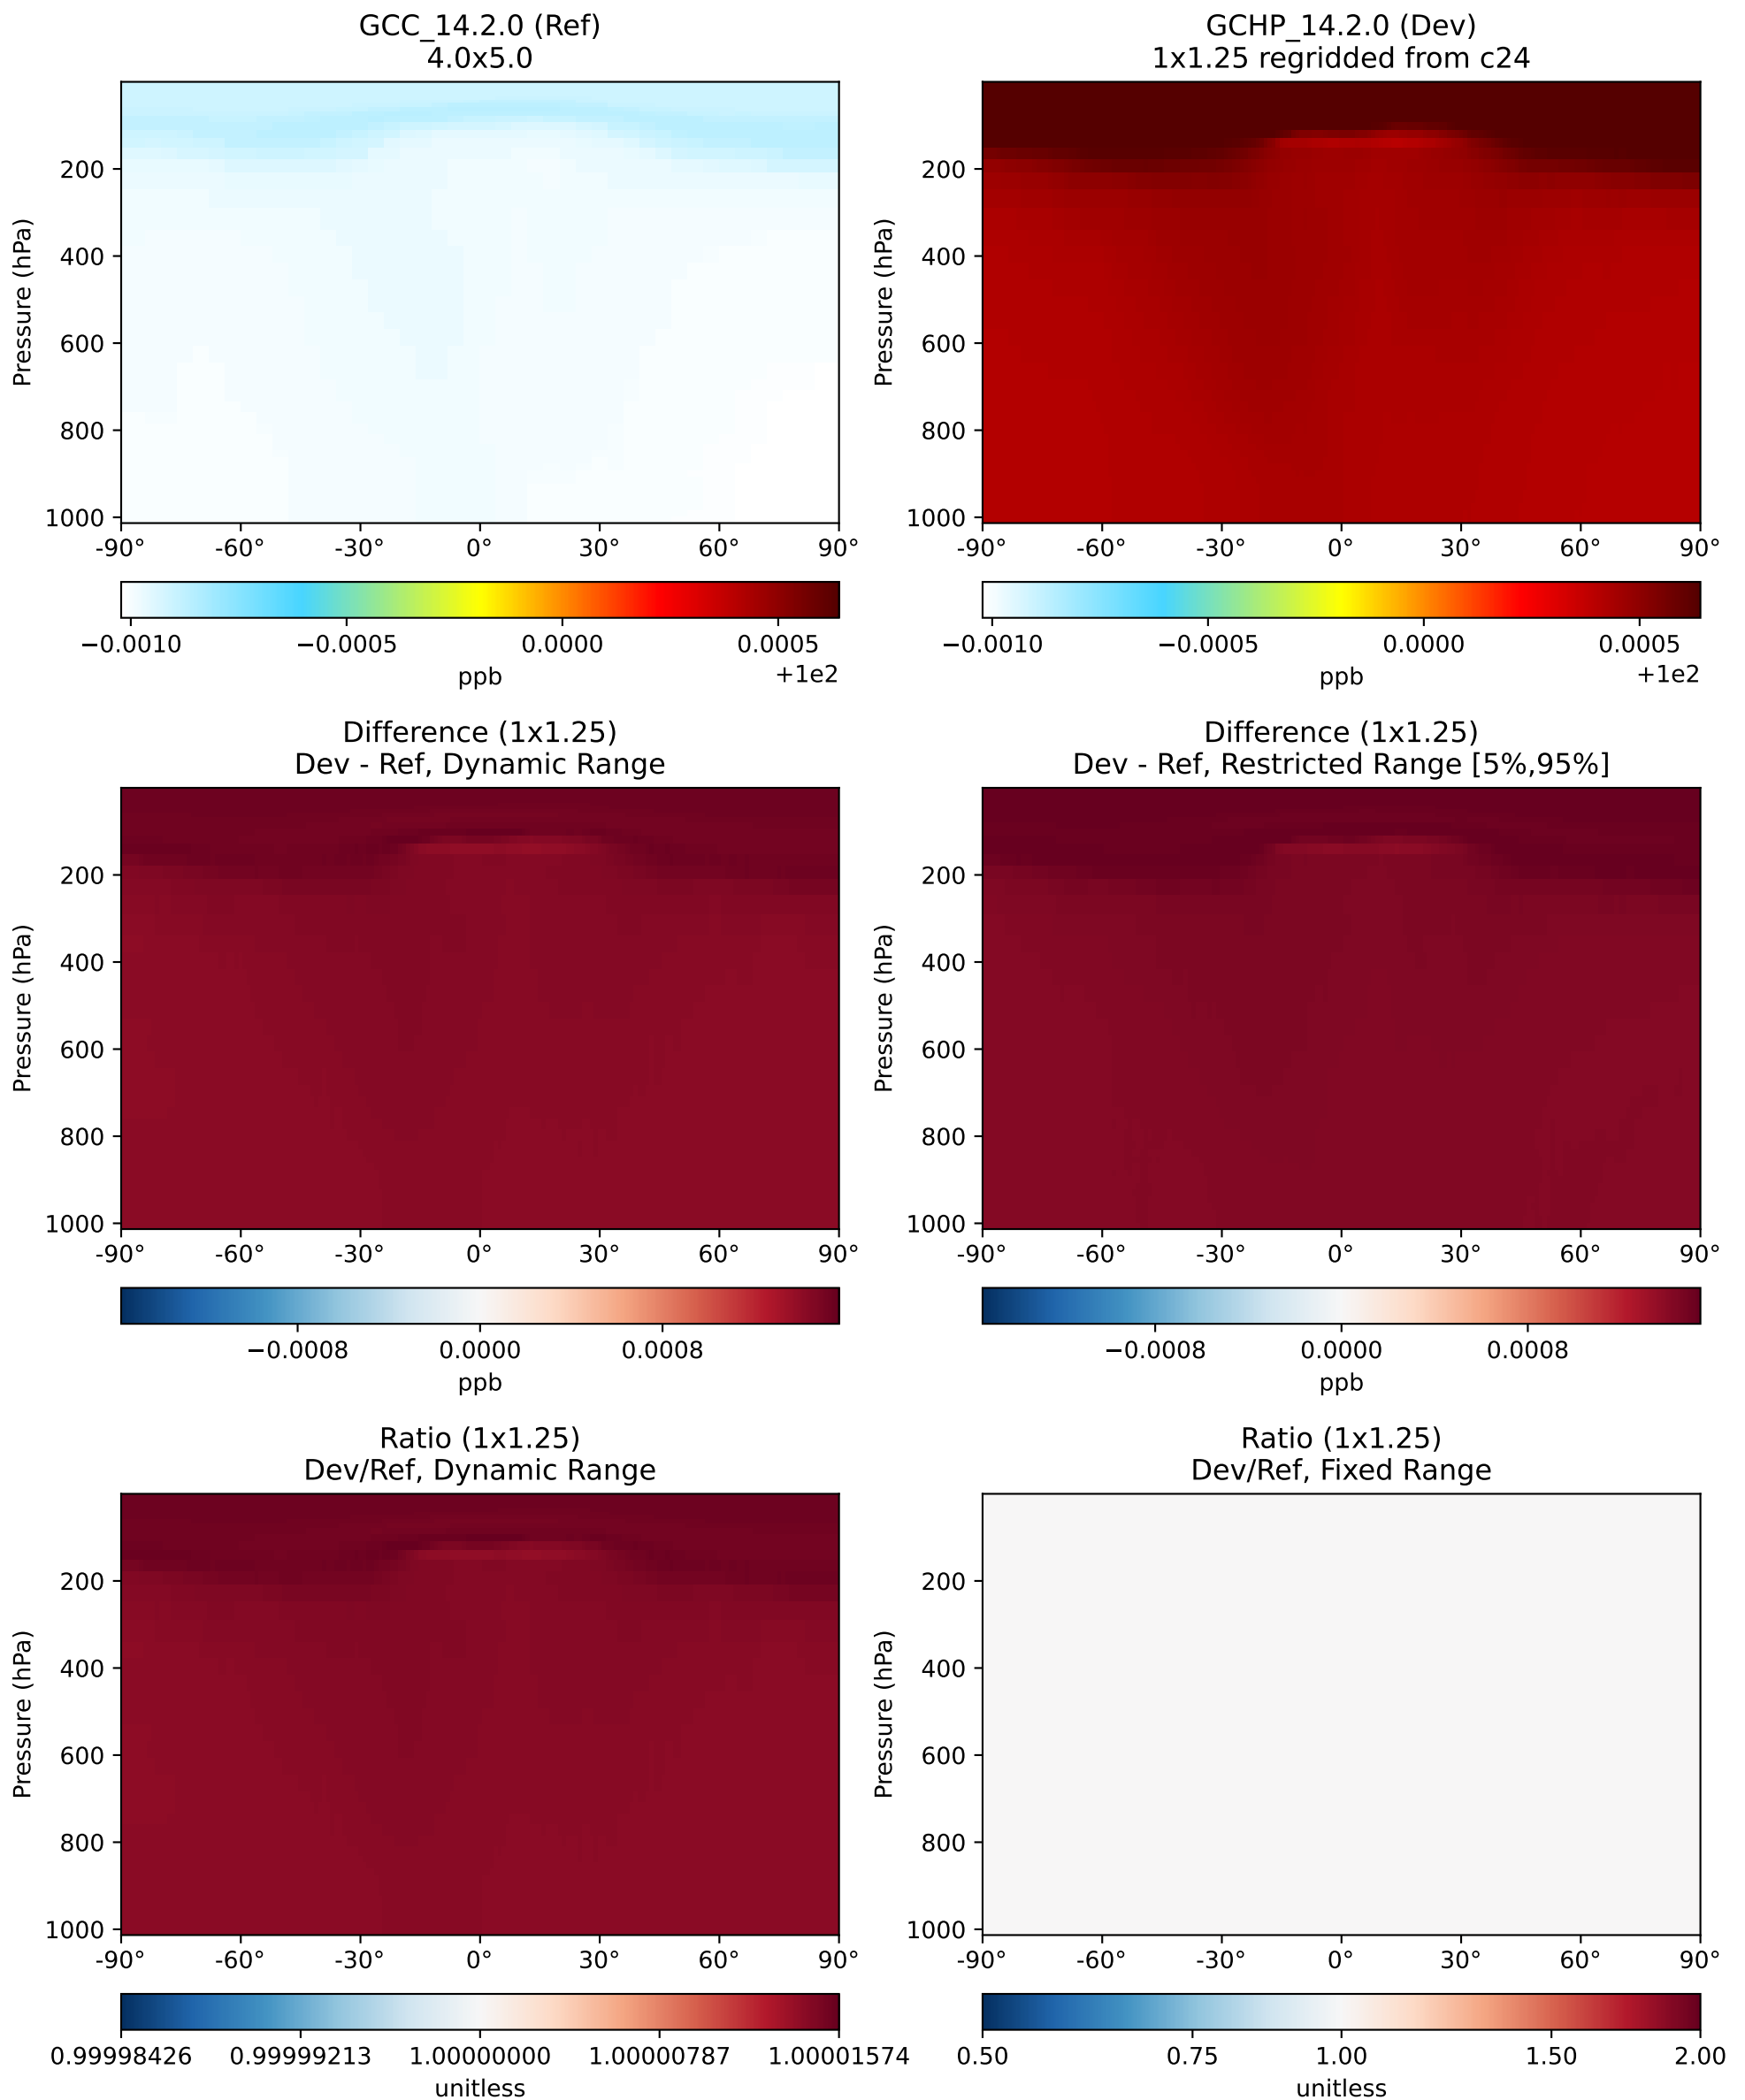 GCC_14.2.0 (Ref)
4.0x5.0
Pressure (hPa)
200
400
600
800
1000
-90° -60° -30° 0° 30° 60° 90°
−0.0010 −0.0005 0.0000 0.0005
+1e2
ppb
GCHP_14.2.0 (Dev)
1x1.25 regridded from c24
Pressure (hPa)
200
400
600
800
1000
-90° -60° -30° 0° 30° 60° 90°
−0.0010 −0.0005 0.0000 0.0005
+1e2
ppb
Difference (1x1.25)
Dev - Ref, Dynamic Range
Pressure (hPa)
200
400
600
800
1000
-90° -60° -30° 0° 30° 60° 90°
−0.0008 0.0000 0.0008
ppb
Difference (1x1.25)
Dev - Ref, Restricted Range [5%,95%]
Pressure (hPa)
200
400
600
800
1000
-90° -60° -30° 0° 30° 60° 90°
−0.0008 0.0000 0.0008
ppb
Ratio (1x1.25)
Dev/Ref, Dynamic Range
Pressure (hPa)
200
400
600
800
1000
-90° -60° -30° 0° 30° 60° 90°
0.99998426 0.99999213 1.00000000 1.00000787 1.00001574
unitless
Ratio (1x1.25)
Dev/Ref, Fixed Range
Pressure (hPa)
200
400
600
800
1000
-90° -60° -30° 0° 30° 60° 90°
0.50 0.75 1.00 1.50 2.00
unitless